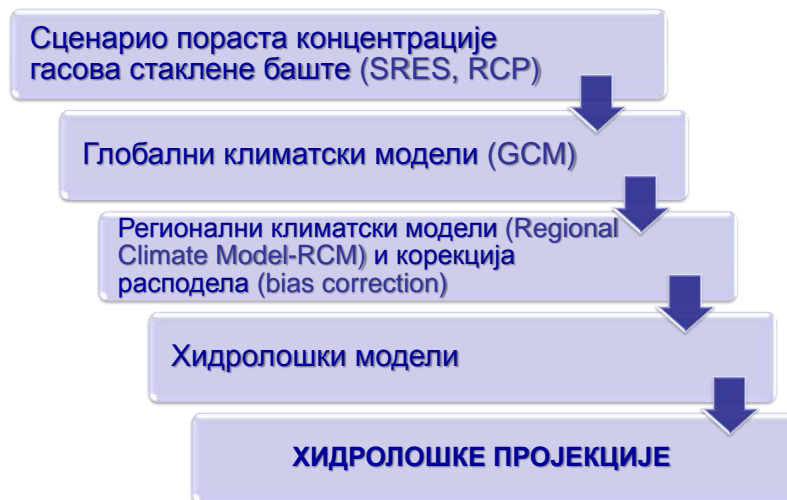 Сценарио пораста концентрације
гасова стаклене баште (SRES, RCP)
Глобални климатски модели (GCM)
Регионални климатски модели (Regional
Climate Model-RCM) и корекција
расподела (bias correction)
Хидролошки модели
ХИДРОЛОШКЕ ПРОЈЕКЦИЈЕ